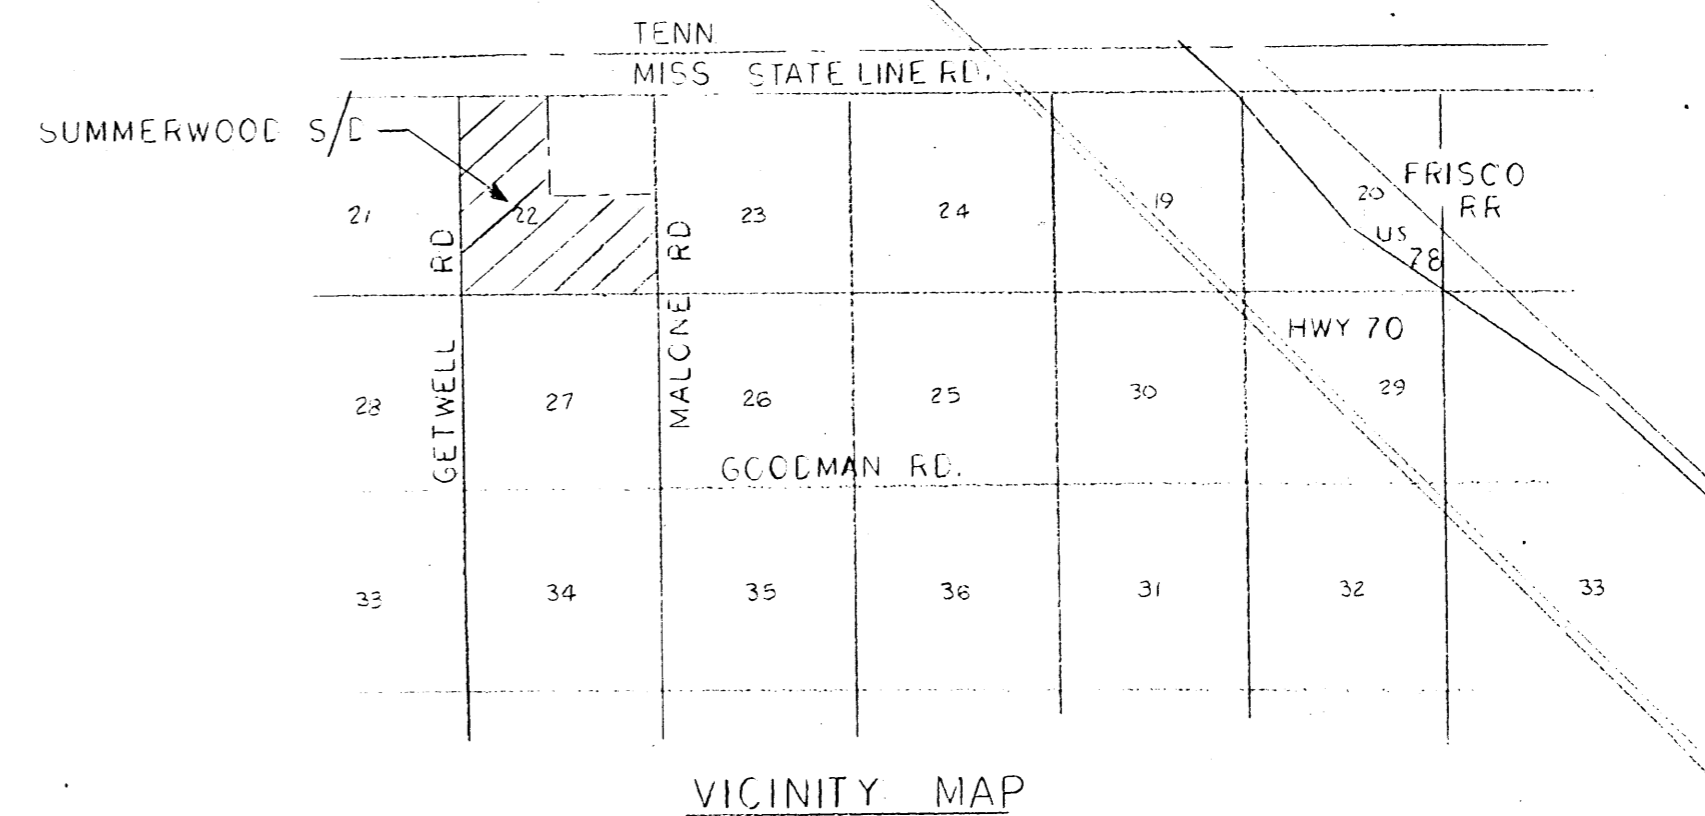 TENN.
MISS STATE LINE RD.
SUMMERWOOD S/D
FRISCO
RR
21
22
23
24
19
20
US
78
GETWELL RD
MALONE RD
HWY 70
28
27
26
25
30
29
GOODMAN RD.
33
34
35
36
31
32
33
VICINITY MAP